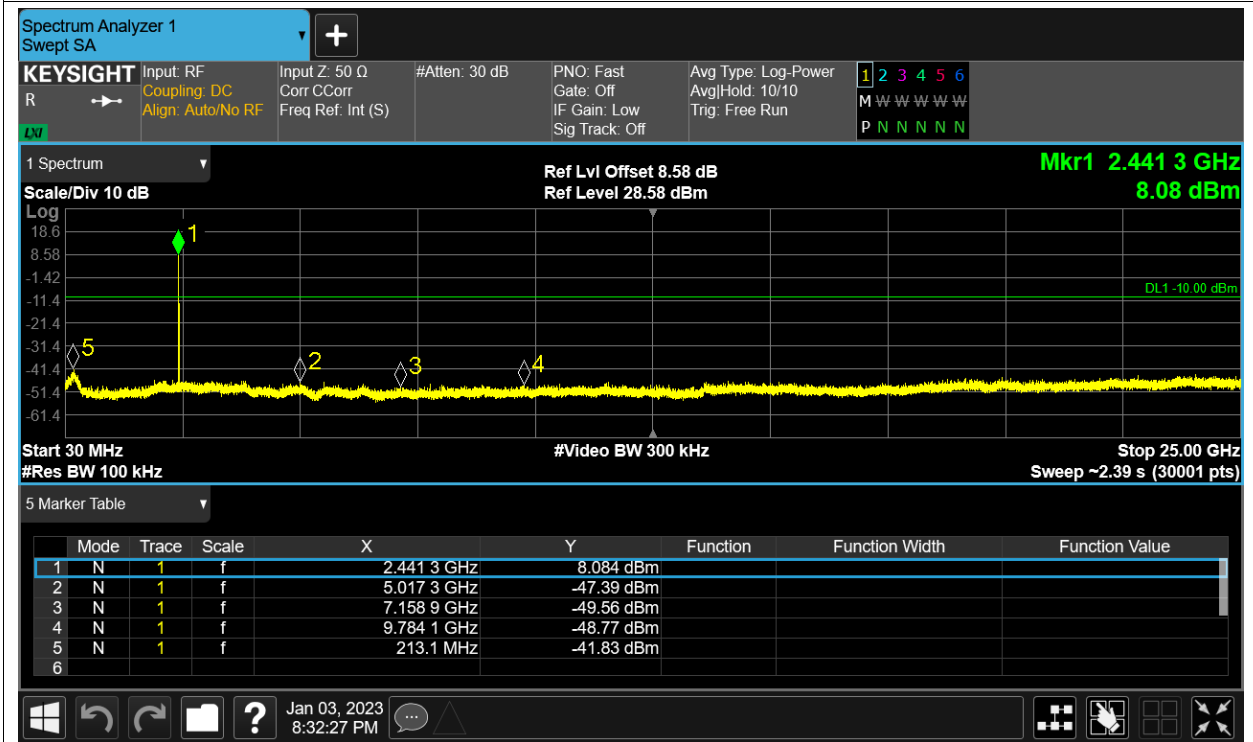 Spectrum Analyzer 1
Swept SA
KEYSIGHT Input: RF Input Z: 50 Ω #Atten: 30 dB PNO: Fast Avg Type: Log-Power 1 2 3 4 5 6
R Coupling: DC Corr CCorr Gate: Off Avg|Hold: 10/10 M W W W W W
Align: Auto/No RF Freq Ref: Int (S) IF Gain: Low Trig: Free Run
LXI Sig Track: Off P N N N N N
1 Spectrum Ref Lvl Offset 8.58 dB Mkr1 2.441 3 GHz
Scale/Div 10 dB Ref Level 28.58 dBm 8.08 dBm
Log
18.6 1
8.58
-1.42
DL1 -10.00 dBm
-11.4
-21.4
-31.4 5
2 3 4
-41.4
-51.4
-61.4
Start 30 MHz #Video BW 300 kHz Stop 25.00 GHz
#Res BW 100 kHz Sweep ~2.39 s (30001 pts)
5 Marker Table
Mode Trace Scale X Y Function Function Width Function Value
1 N 1 f 2.441 3 GHz 8.084 dBm
2 N 1 f 5.017 3 GHz -47.39 dBm
3 N 1 f 7.158 9 GHz -49.56 dBm
4 N 1 f 9.784 1 GHz -48.77 dBm
5 N 1 f 213.1 MHz -41.83 dBm
6
? Jan 03, 2023
8:32:27 PM